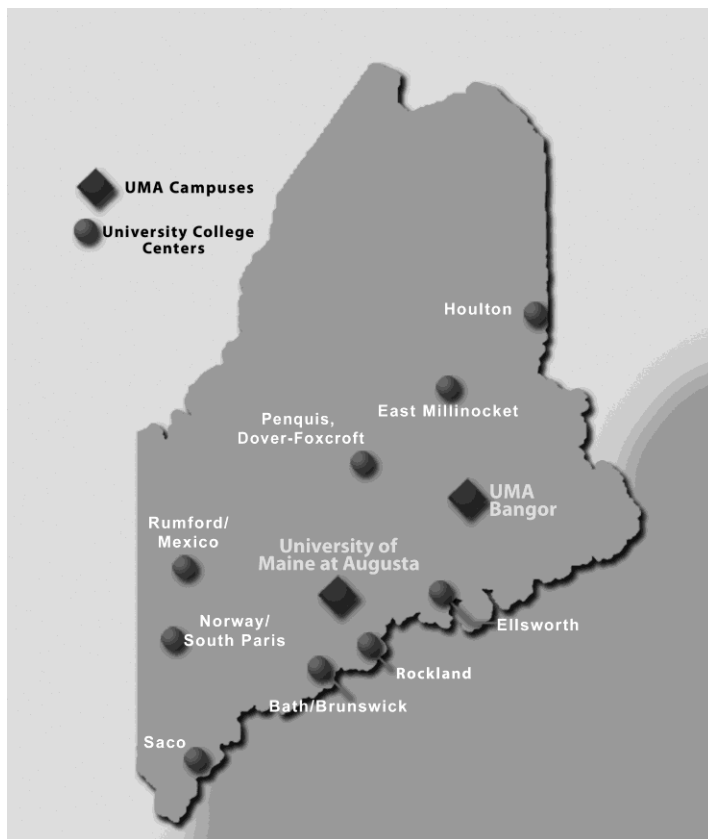 UMA Campuses
University College
Centers
Houlton
East Millinocket
Penquis,
Dover-Foxcroft
UMA
Bangor
Rumford/
Mexico
University of
Maine at Augusta
Norway/
South Paris
Ellsworth
Rockland
Bath/Brunswick
Saco